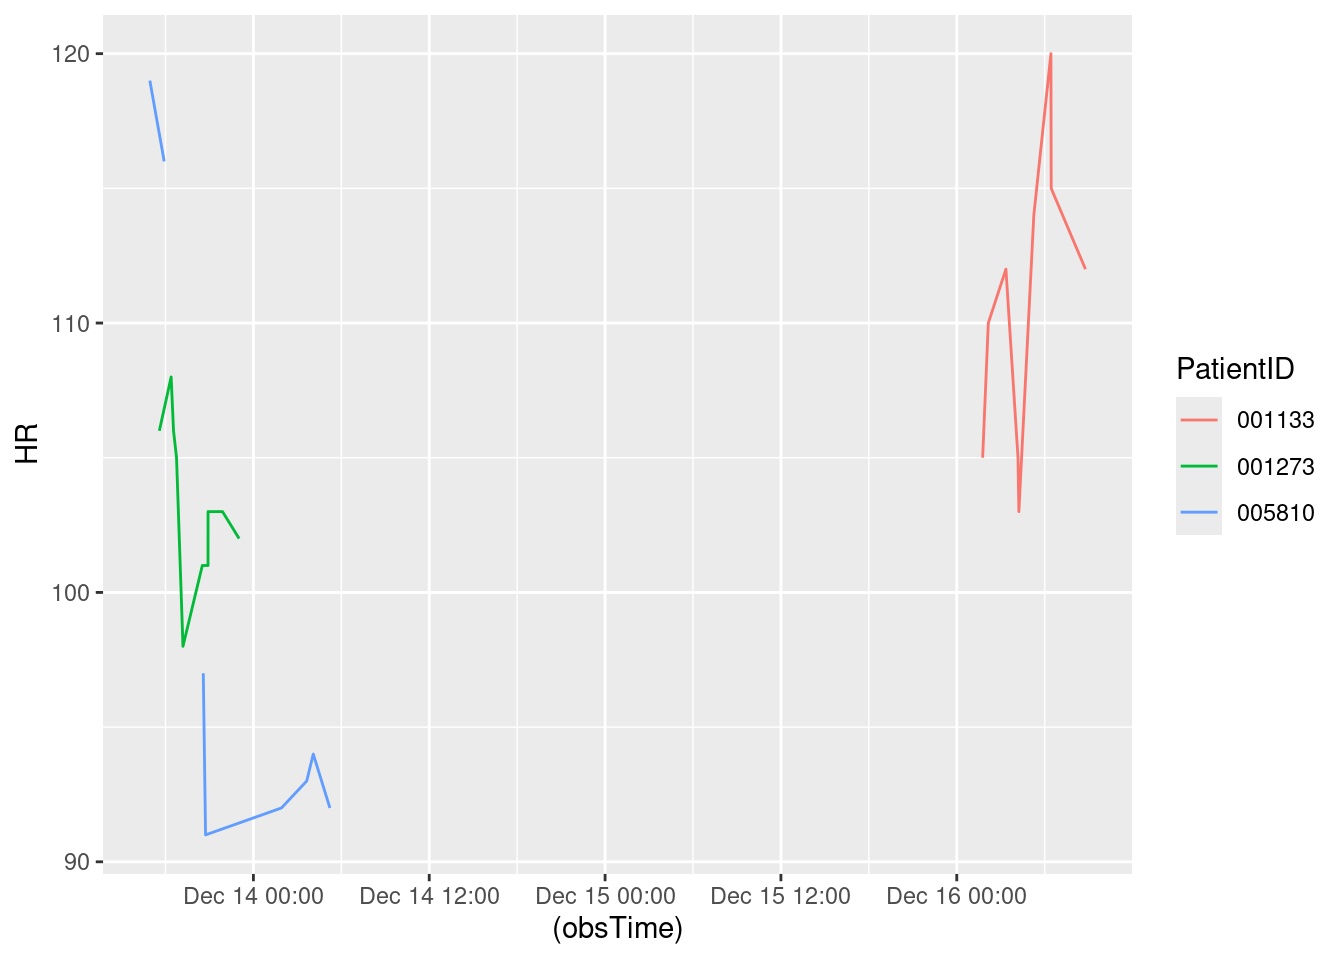 120
110
100
90
HR
Dec 14 00:00
Dec 14 12:00
Dec 15 00:00
Dec 15 12:00
Dec 16 00:00
(obsTime)
PatientID
001133
001273
005810